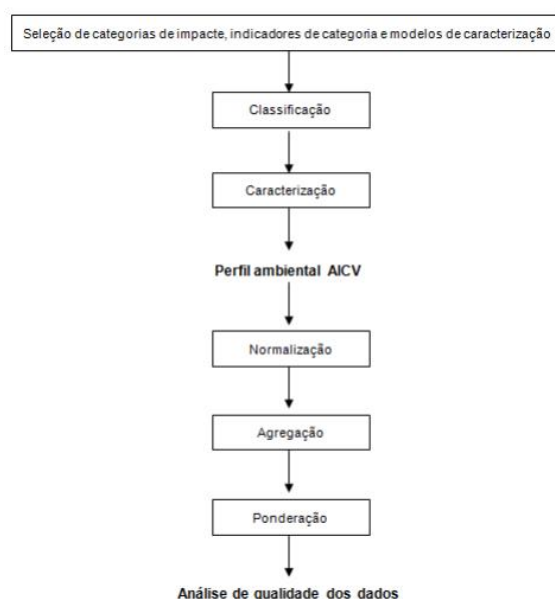 Seleção de categorias de impacte, indicadores de categoria e modelos de caracterização
Classificação
Caracterização
Perfil ambiental AICV
Normalização
Agregação
Ponderação
Análise de qualidade dos dados